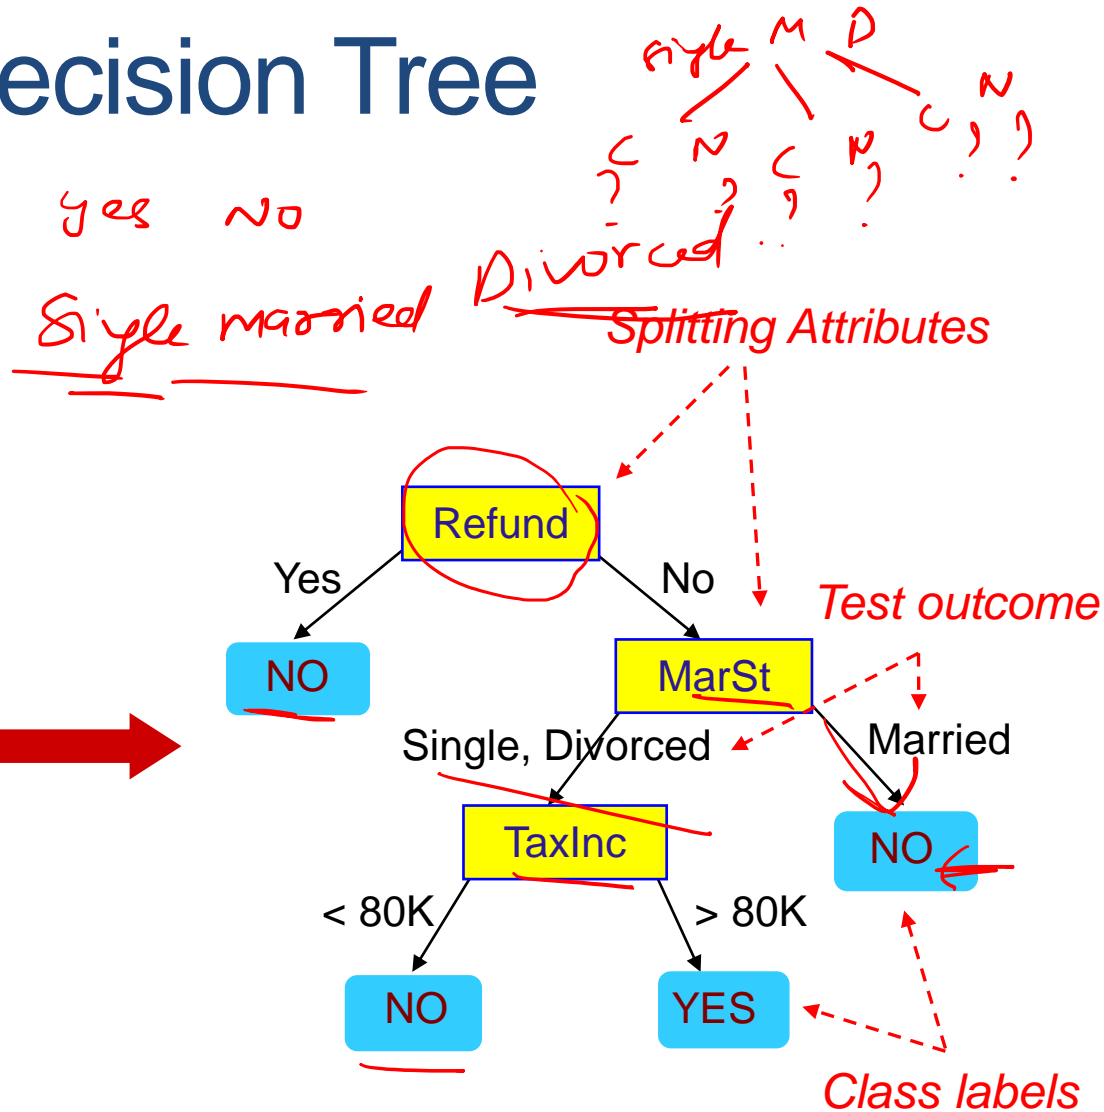 ecision Tree
Single M D
C N C N C N
? ? ? ? ? ?
yes NO
Single married Divorced
Splitting Attributes
Refund
Yes No
Test outcome
NO MarSt
Single, Divorced Married
TaxInc NO
< 80K > 80K
NO YES
Class labels